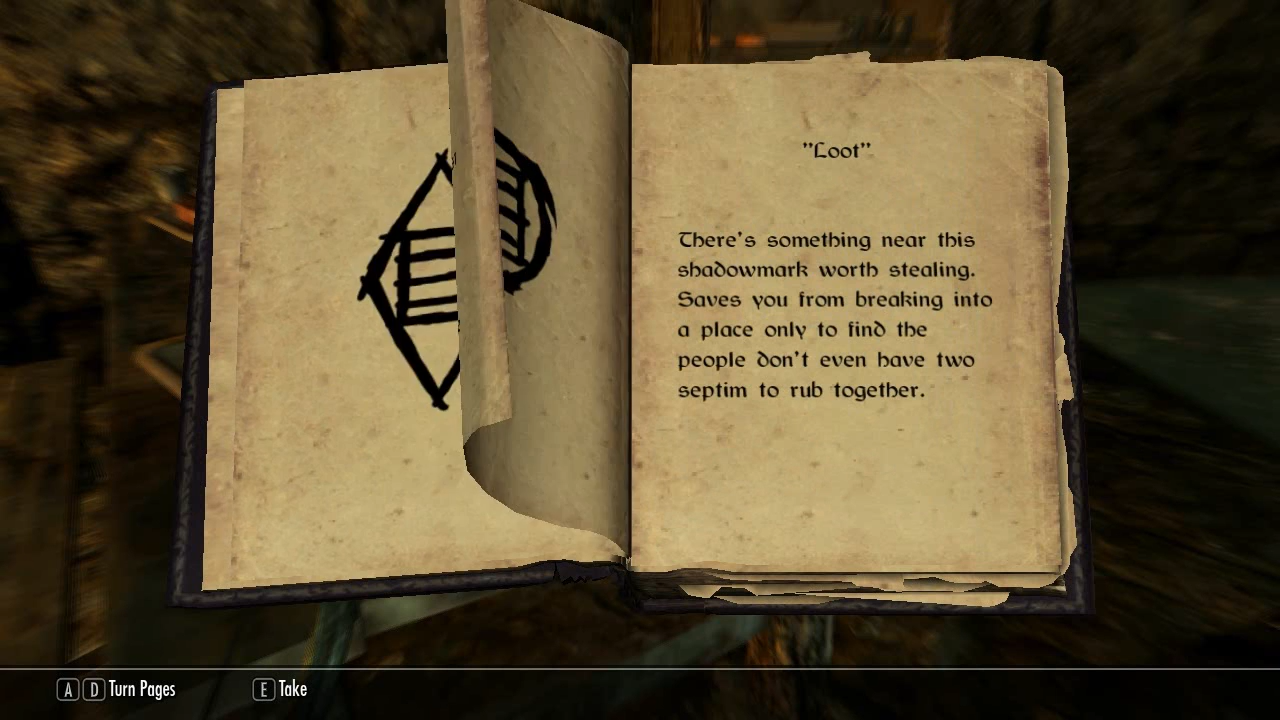 "Loot"
There's something near this
shadowmark worth stealing.
Saves you from breaking into
a place only to find the
people don't even have two
septim to rub together.
A D Turn Pages E Take